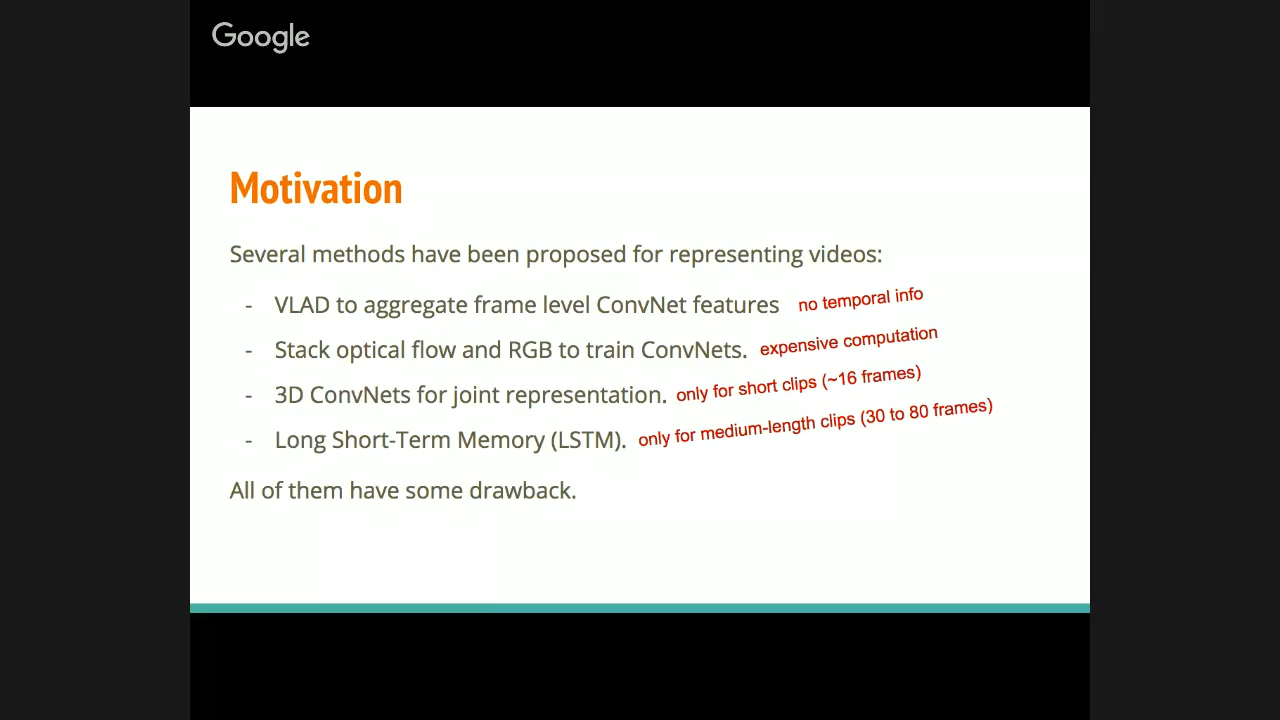 Google
Motivation
Several methods have been proposed for representing videos:
- VLAD to aggregate frame level ConvNet features no temporal info
- Stack optical flow and RGB to train ConvNets. expensive computation
- 3D ConvNets for joint representation. only for short clips (~16 frames)
- Long Short-Term Memory (LSTM). only for medium-length clips (30 to 80 frames)
All of them have some drawback.